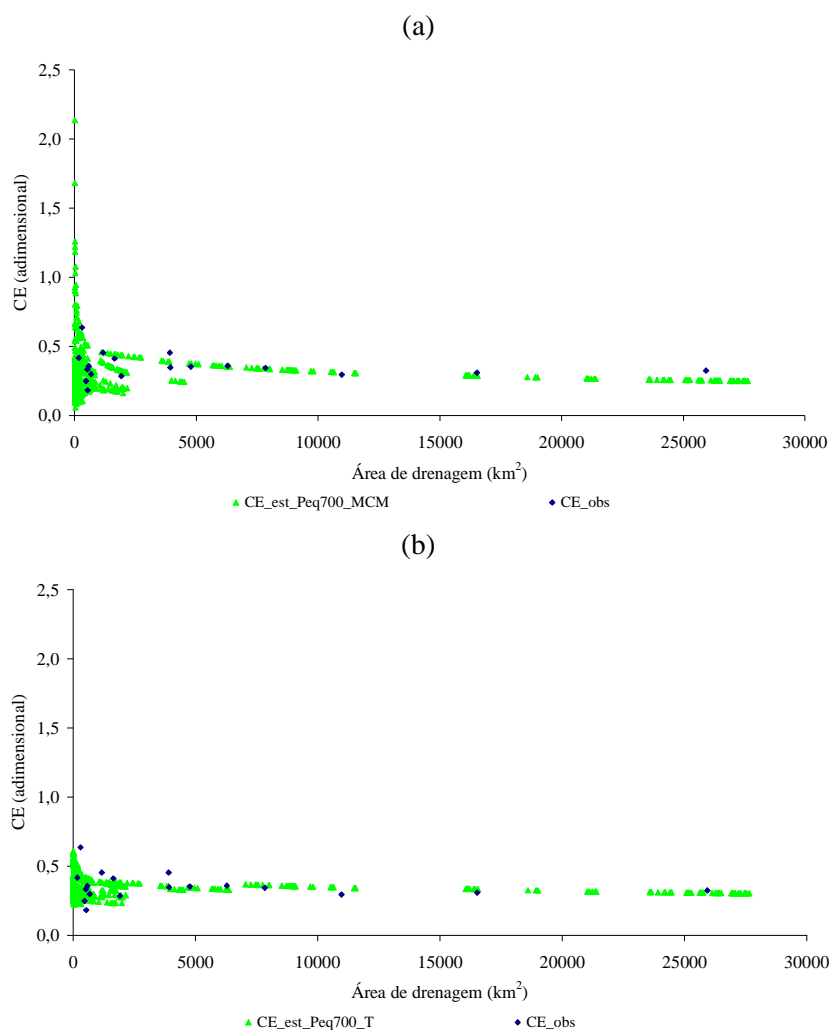 (a)
2,5
2,0
1,5
1,0
0,5
0,0
CE (adimensional)
0 5000 10000 15000 20000 25000 30000
Área de drenagem (km²)
CE_est_Peq700_MCM CE_obs
(b)
2,5
2,0
1,5
1,0
0,5
0,0
CE (adimensional)
0 5000 10000 15000 20000 25000 30000
Área de drenagem (km²)
CE_est_Peq700_T CE_obs